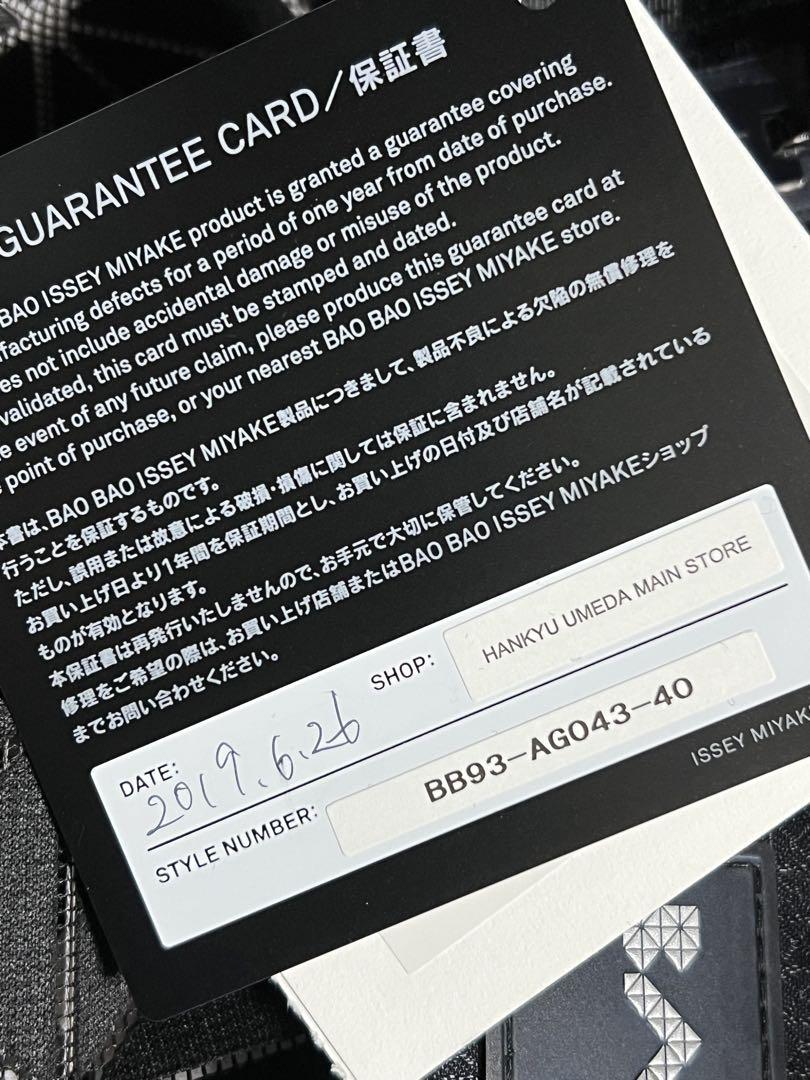 GUARANTEE CARD/保証書
BAO ISSEY MIYAKE product is granted a guarantee covering
facturing defects for a period of one year from date of purchase.
es not include accidental damage or misuse of the product.
validated, this card must be stamped and dated.
e event of any future claim, please produce this guarantee card at
point of purchase, or your nearest BAO BAO ISSEY MIYAKE store.
本書は、BAO BAO ISSEY MIYAKE製品につきまして、製品不良による欠陥の無償修理を
行うことを保証するものです。
ただし、誤用または故意による破損・損傷に関しては保証に含まれません。
お買い上げ日より1年間を保証期間とし、お買い上げの日付及び店舗名が記載されている
ものが有効となります。
本保証書は再発行いたしませんので、お手元で大切に保管してください。
修理をご希望の際は、お買い上げ店舗またはBAO BAO ISSEY MIYAKEショップ
までお問い合わせください。
DATE: 2019.6.26 SHOP: HANKYU UMEDA MAIN STORE
STYLE NUMBER: BB93-AG043-40
ISSEY MIYAK